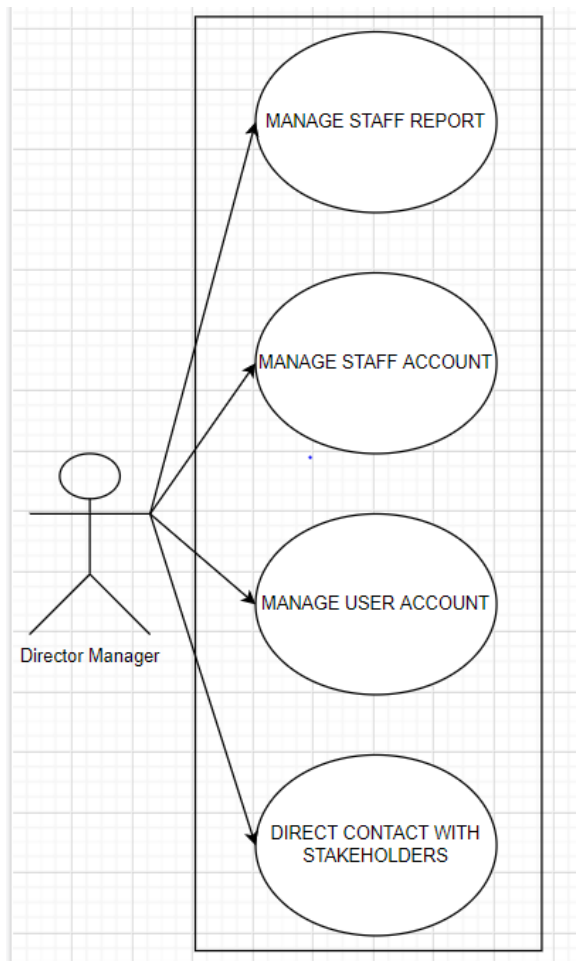 MANAGE STAFF REPORT
MANAGE STAFF ACCOUNT
MANAGE USER ACCOUNT
Director Manager
DIRECT CONTACT WITH
STAKEHOLDERS